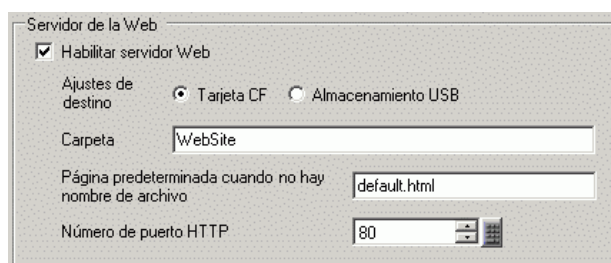 Servidor de la Web
Habilitar servidor Web
Ajustes de
destino
Tarjeta CF
Almacenamiento USB
Carpeta
WebSite
Página predeterminada cuando no hay
nombre de archivo
default.html
Número de puerto HTTP
80